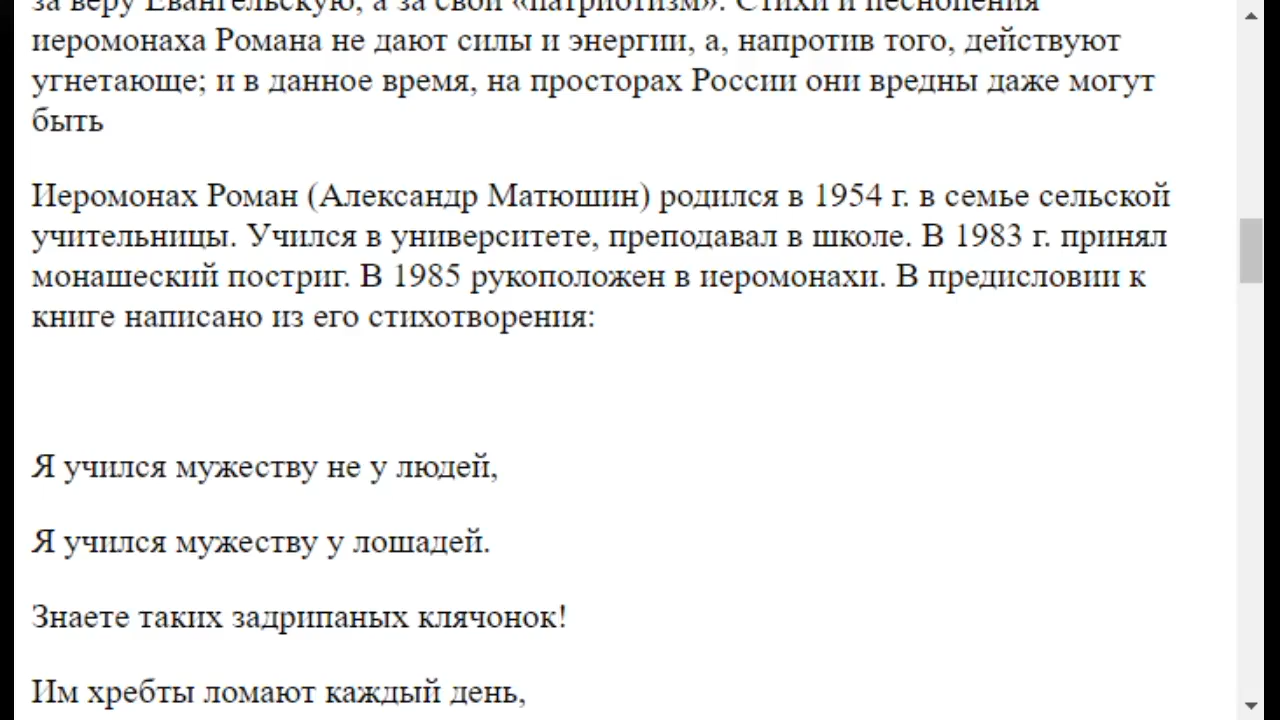 за веру Евангельскую, а за свой «патриотизм». Стихи и песнопения
иеромонаха Романа не дают силы и энергии, а, напротив того, действуют
угнетающе; и в данное время, на просторах России они вредны даже могут
быть
Иеромонах Роман (Александр Матюшин) родился в 1954 г. в семье сельской
учительницы. Учился в университете, преподавал в школе. В 1983 г. принял
монашеский постриг. В 1985 рукоположен в иеромонахи. В предисловии к
книге написано из его стихотворения:
Я учился мужеству не у людей,
Я учился мужеству у лошадей.
Знаете таких задрипаных клячонок!
Им хребты ломают каждый день,